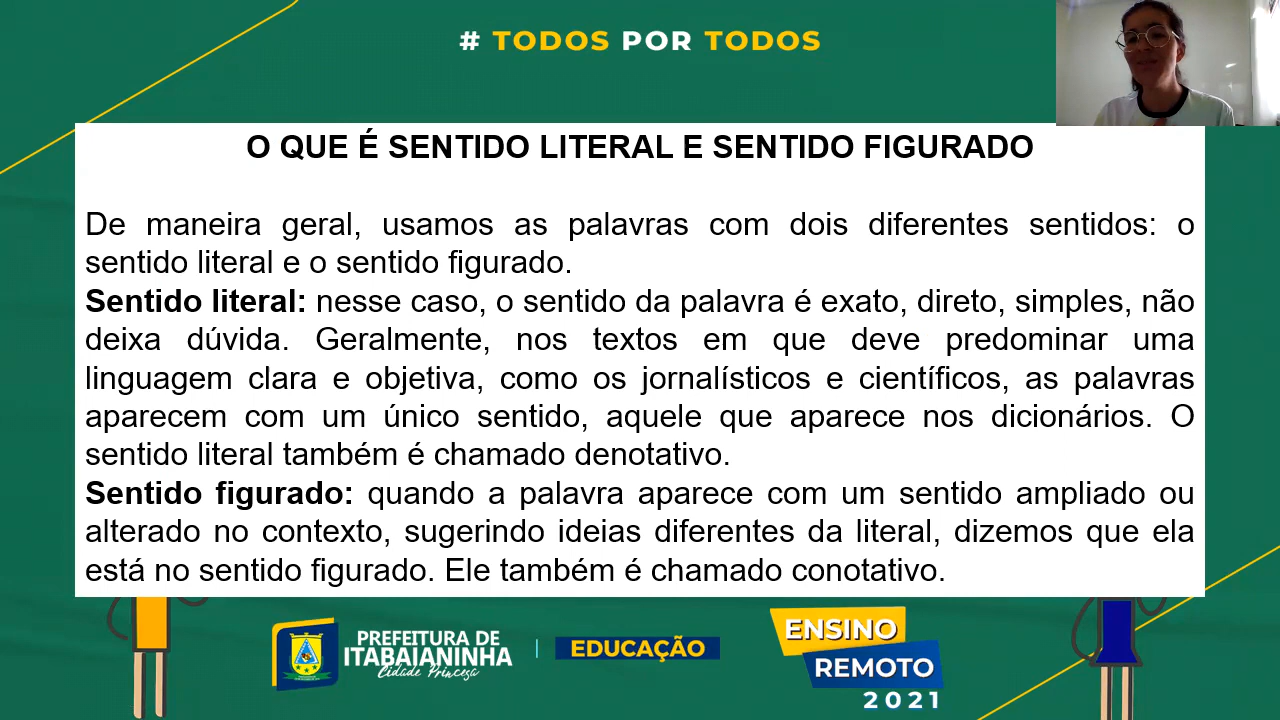 # TODOS POR TODOS
O QUE É SENTIDO LITERAL E SENTIDO FIGURADO
De maneira geral, usamos as palavras com dois diferentes sentidos: o
sentido literal e o sentido figurado.
Sentido literal: nesse caso, o sentido da palavra é exato, direto, simples, não
deixa dúvida. Geralmente, nos textos em que deve predominar uma
linguagem clara e objetiva, como os jornalísticos e científicos, as palavras
aparecem com um único sentido, aquele que aparece nos dicionários. O
sentido literal também é chamado denotativo.
Sentido figurado: quando a palavra aparece com um sentido ampliado ou
alterado no contexto, sugerindo ideias diferentes da literal, dizemos que ela
está no sentido figurado. Ele também é chamado conotativo.
PREFEITURA DE
ITABAIANINHA
Cidade Princesa
EDUCAÇÃO
ENSINO
REMOTO
2021